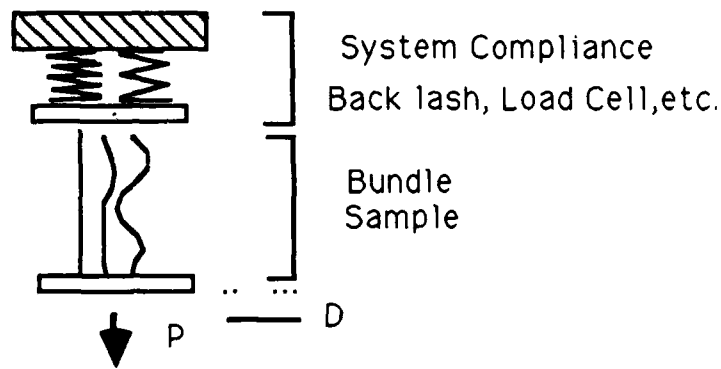 System Compliance
Back lash, Load Cell,etc.
Bundle
Sample
P
D